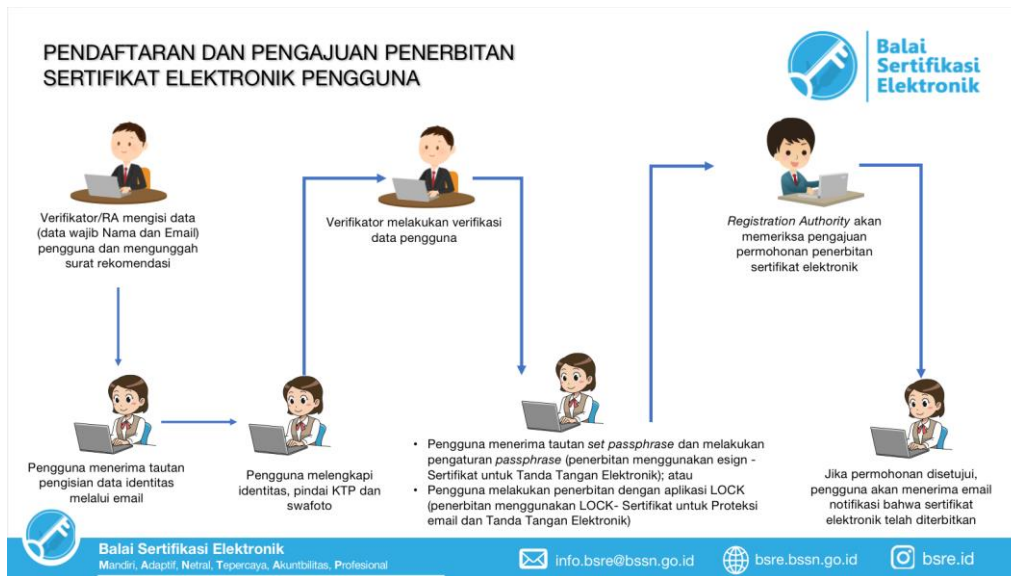 PENDAFTARAN DAN PENGAJUAN PENERBITAN
SERTIFIKAT ELEKTRONIK PENGGUNA
Balai
Sertifikasi
Elektronik
Verifikator/RA mengisi data
(data wajib Nama dan Email)
pengguna dan mengunggah
surat rekomendasi
Verifikator melakukan verifikasi
data pengguna
Registration Authority akan
memeriksa pengajuan
permohonan penerbitan
sertifikat elektronik
Pengguna menerima tautan
pengisian data identitas
melalui email
Pengguna melengkapi
identitas, pindai KTP dan
swafoto
• Pengguna menerima tautan set passphrase dan melakukan
pengaturan passphrase (penerbitan menggunakan esign -
Sertifikat untuk Tanda Tangan Elektronik); atau
• Pengguna melakukan penerbitan dengan aplikasi LOCK
(penerbitan menggunakan LOCK- Sertifikat untuk Proteksi
email dan Tanda Tangan Elektronik)
Jika permohonan disetujui,
pengguna akan menerima email
notifikasi bahwa sertifikat
elektronik telah diterbitkan
Balai Sertifikasi Elektronik
Mandiri, Adaptif, Netral, Tepercaya, Akuntbilitas, Profesional
info.bsre@bssn.go.id
bsre.bssn.go.id
bsre.id